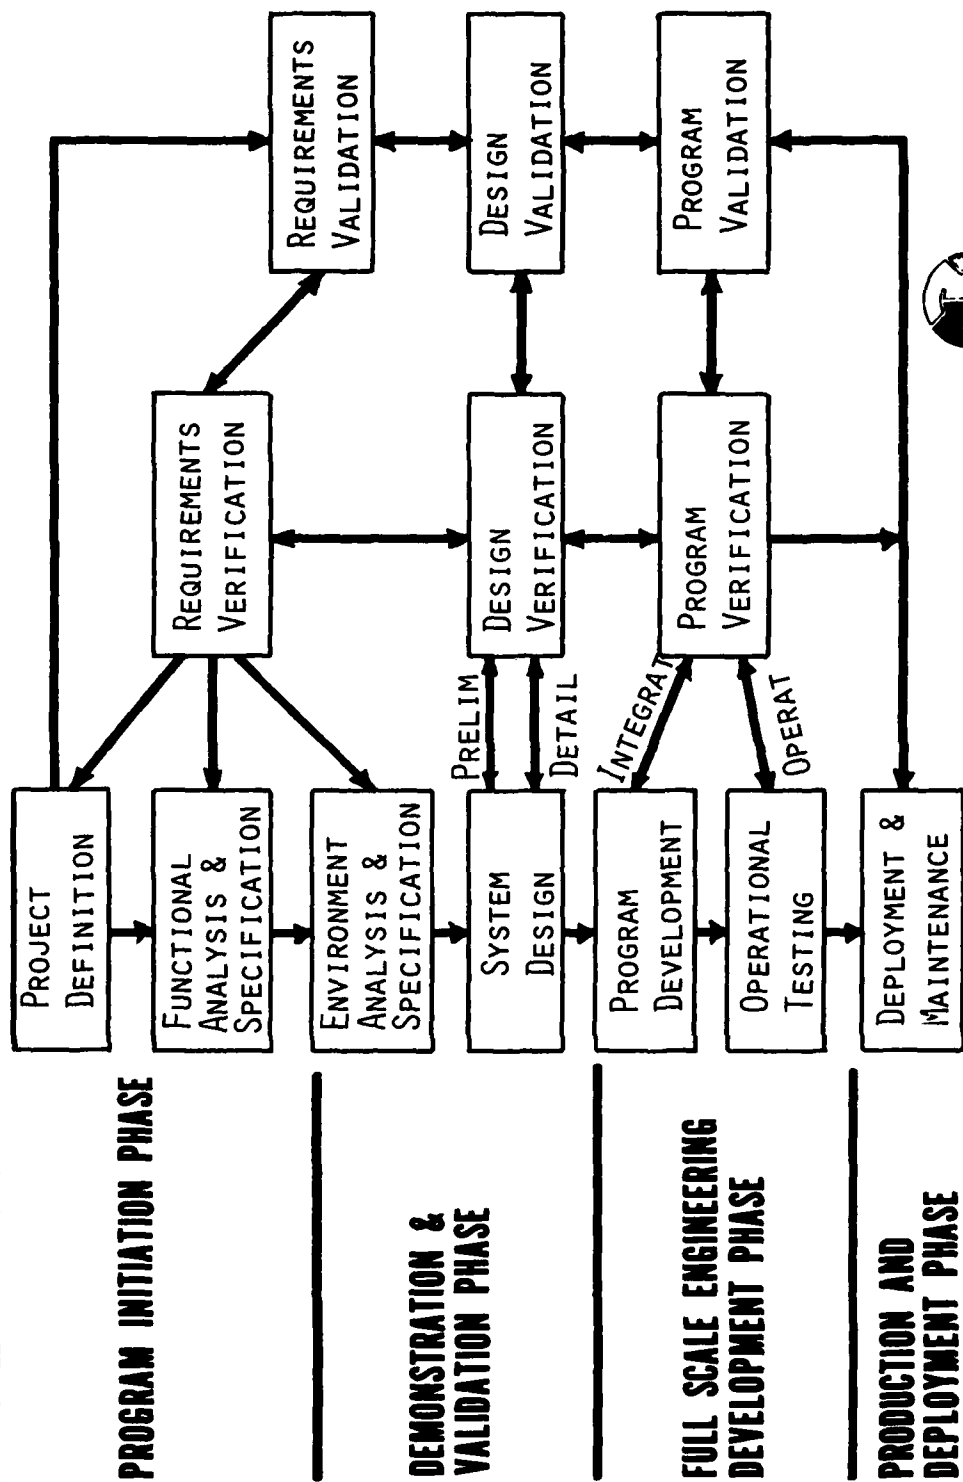 PROGRAM INITIATION PHASE
PROJECT
DEFINITION
FUNCTIONAL
ANALYSIS &
SPECIFICATION
REQUIREMENTS
VERIFICATION
REQUIREMENTS
VALIDATION
DEMONSTRATION &
VALIDATION PHASE
ENVIRONMENT
ANALYSIS &
SPECIFICATION
SYSTEM
DESIGN
PRELIM
DETAIL
DESIGN
VERIFICATION
DESIGN
VALIDATION
FULL SCALE ENGINEERING
DEVELOPMENT PHASE
PROGRAM
DEVELOPMENT
OPERATIONAL
TESTING
INTEGRAT
OPERAT
PROGRAM
VERIFICATION
PROGRAM
VALIDATION
PRODUCTION AND
DEPLOYMENT PHASE
DEPLOYMENT &
MAINTENANCE